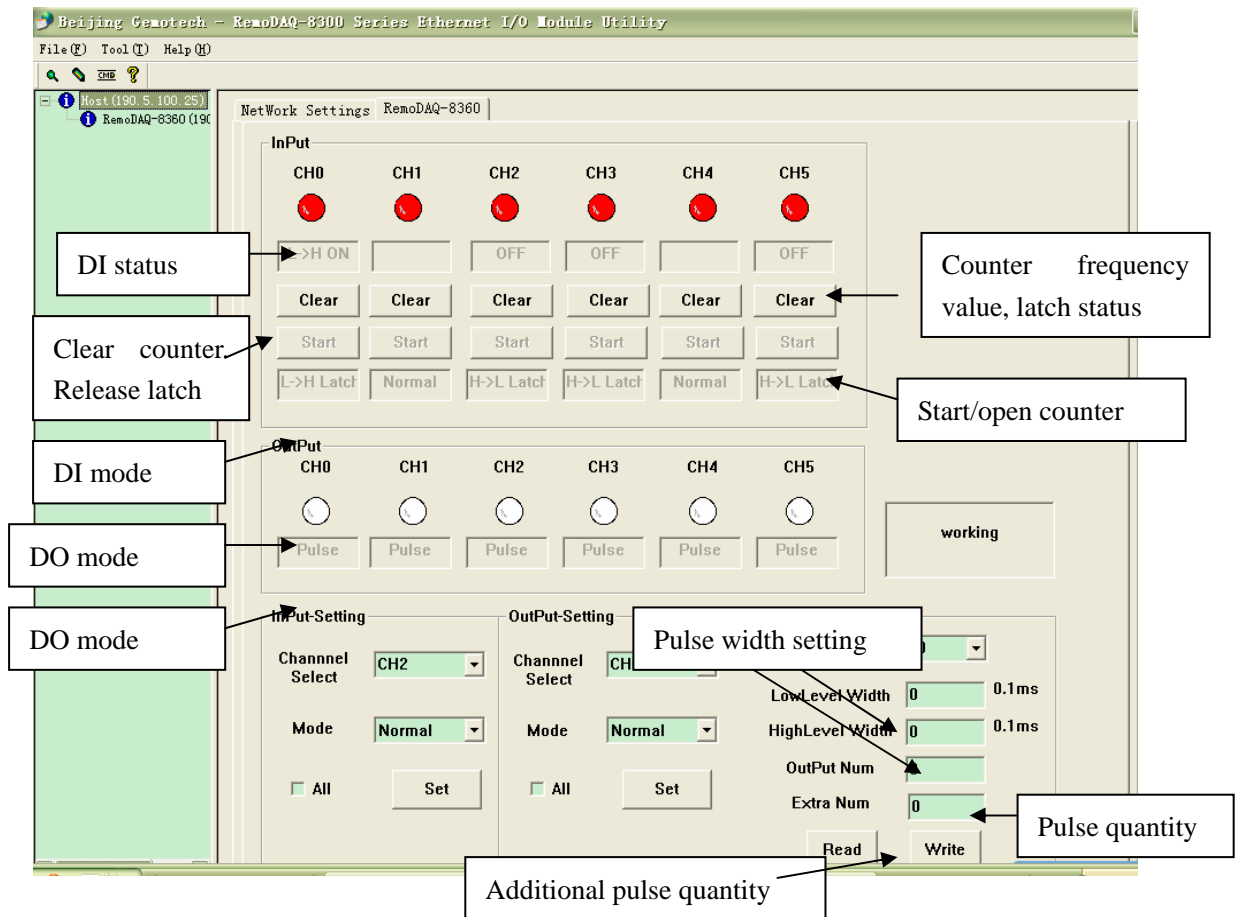 Beijing Gemotech - RemoDAQ-8300 Series Ethernet I/O Module Utility
File(F) Tool(T) Help(H)
CMD
Host(190.5.100.25)
RemoDAQ-8360(190
NetWork Settings RemoDAQ-8360
InPut
CH0 CH1 CH2 CH3 CH4 CH5
DI status
>H ON OFF OFF OFF
Counter frequency
value, latch status
Clear Clear Clear Clear Clear Clear
Clear counter
Release latch
Start Start Start Start Start Start
L->H Latch Normal H->L Latch H->L Latch Normal H->L Latch
Start/open counter
OutPut
DI mode
CH0 CH1 CH2 CH3 CH4 CH5
DO mode
Pulse Pulse Pulse Pulse Pulse Pulse
working
DO mode
InPut-Setting OutPut-Setting
Pulse width setting
Channnel
Select
CH2
Channnel
Select
CH
LowLevel Width 0 0.1ms
Mode Normal Mode Normal HighLevel Width 0 0.1ms
OutPut Num
All Set All Set
Extra Num 0
Pulse quantity
Read Write
Additional pulse quantity